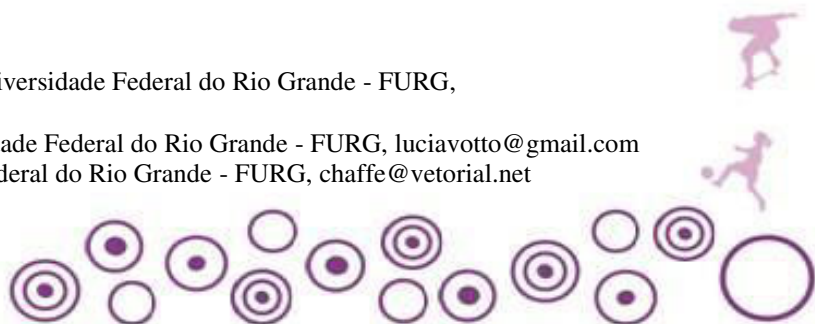 iversidade Federal do Rio Grande - FURG,
ade Federal do Rio Grande - FURG, luciavotto@gmail.com
deral do Rio Grande - FURG, chaffe@vetorial.net